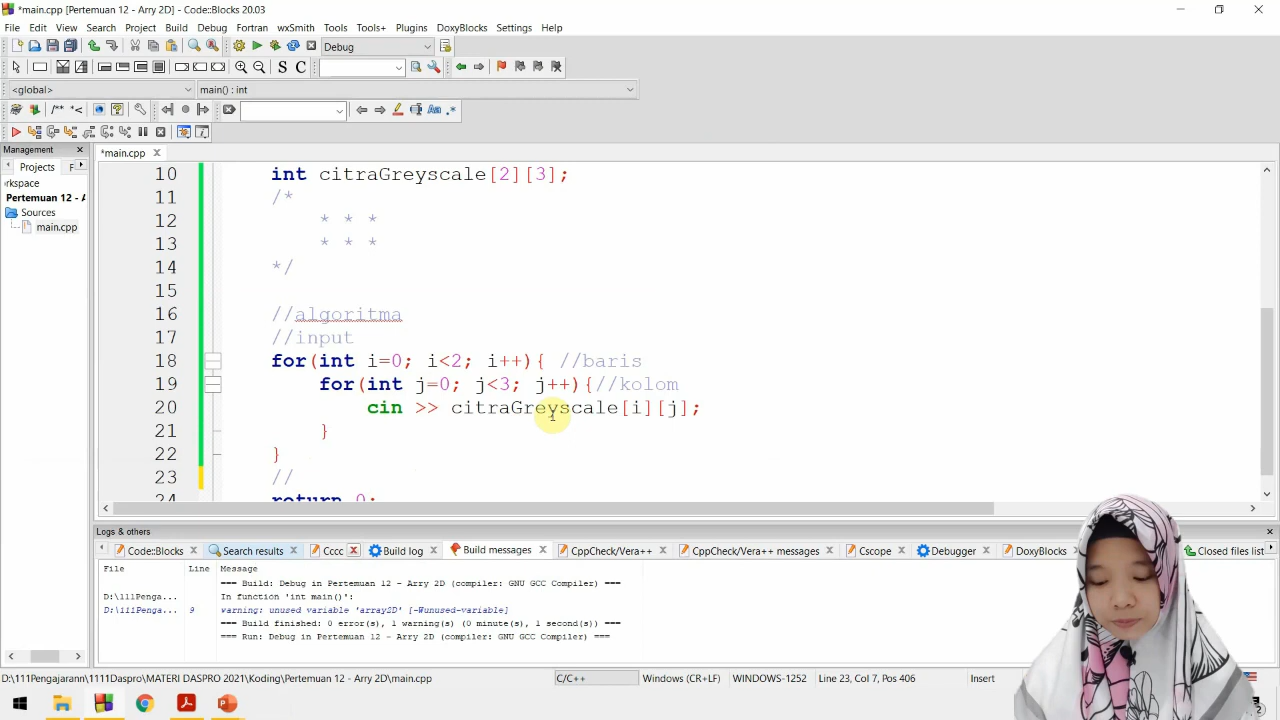 *main.cpp [Pertemuan 12 - Arry 2D] - Code::Blocks 20.03
File Edit View Search Project Build Debug Fortran wxSmith Tools Tools+ Plugins DoxyBlocks Settings Help
Debug
S C
<global> main() : int
/** *< Aa .*
Management
*main.cpp
Projects F
rkspace
Pertemuan 12 - A
Sources
main.cpp
10 int citraGreyscale[2][3];
11 /*
12 * * *
13 * * *
14 */
15
16 //algoritma
17 //input
18 for(int i=0; i<2; i++){ //baris
19 for(int j=0; j<3; j++){//kolom
20 cin >> citraGreyscale[i][j];
21 }
22 }
23 //
24 return 0;
Logs & others
Code::Blocks Search results Cccc Build log Build messages CppCheck/Vera++ CppCheck/Vera++ messages Cscope Debugger DoxyBlocks Closed files list
File Line Message
=== Build: Debug in Pertemuan 12 - Arry 2D (compiler: GNU GCC Compiler) ===
D:\111Penga... In function 'int main()':
D:\111Penga... 9 warning: unused variable 'array2D' [-Wunused-variable]
=== Build finished: 0 error(s), 1 warning(s) (0 minute(s), 1 second(s)) ===
=== Run: Debug in Pertemuan 12 - Arry 2D (compiler: GNU GCC Compiler) ===
D:\111Pengajarann\111Daspro\MATERI DASPRO 2021\Koding\Pertemuan 12 - Arry 2D\main.cpp C/C++ Windows (CR+LF) WINDOWS-1252 Line 23, Col 7, Pos 406 Insert